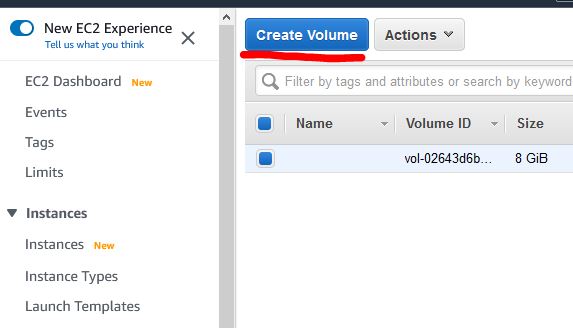 New EC2 Experience
Tell us what you think
EC2 Dashboard New
Events
Tags
Limits
Instances
Instances New
Instance Types
Launch Templates
Create Volume
Actions
Filter by tags and attributes or search by keyword
Name
Volume ID
Size
vol-02643d6b...
8 GiB